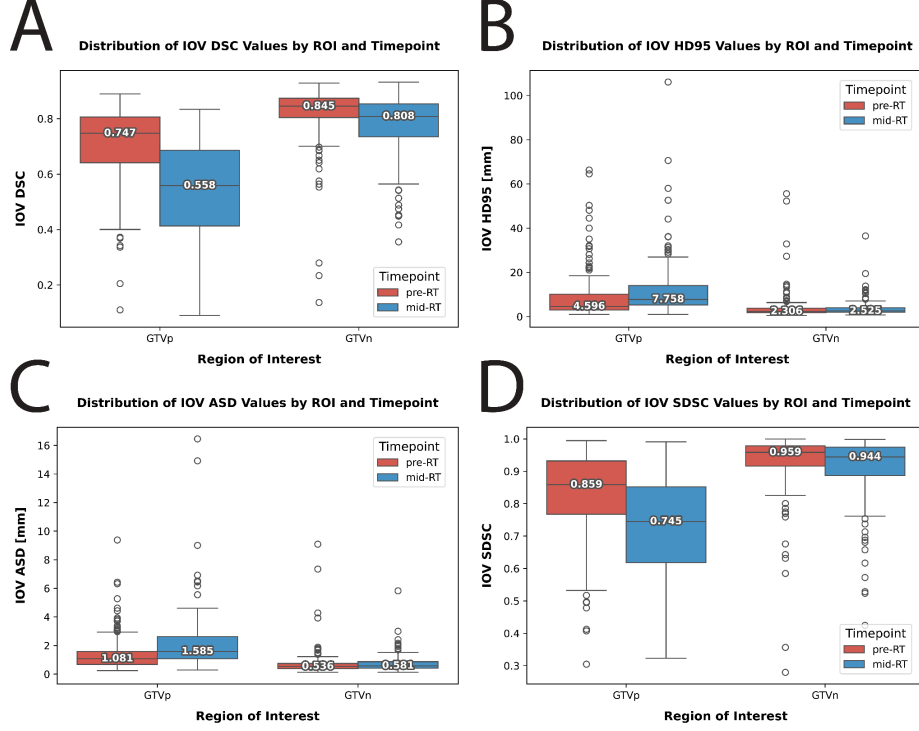 A
Distribution of IOV DSC Values by ROI and Timepoint
IOV DSC
0.8
0.6
0.4
0.2
0.747
0.558
0.845
0.808
Timepoint
pre-RT
mid-RT
GTVp
GTVn
Region of Interest
B
Distribution of IOV HD95 Values by ROI and Timepoint
IOV HD95 [mm]
100
80
60
40
20
0
4.596
7.758
2.306
2.525
Timepoint
pre-RT
mid-RT
GTVp
GTVn
Region of Interest
C
Distribution of IOV ASD Values by ROI and Timepoint
IOV ASD [mm]
16
14
12
10
8
6
4
2
0
1.081
1.585
0.536
0.581
Timepoint
pre-RT
mid-RT
GTVp
GTVn
Region of Interest
D
Distribution of IOV SDSC Values by ROI and Timepoint
IOV SDSC
1.0
0.9
0.8
0.7
0.6
0.5
0.4
0.3
0.859
0.745
0.959
0.944
Timepoint
pre-RT
mid-RT
GTVp
GTVn
Region of Interest